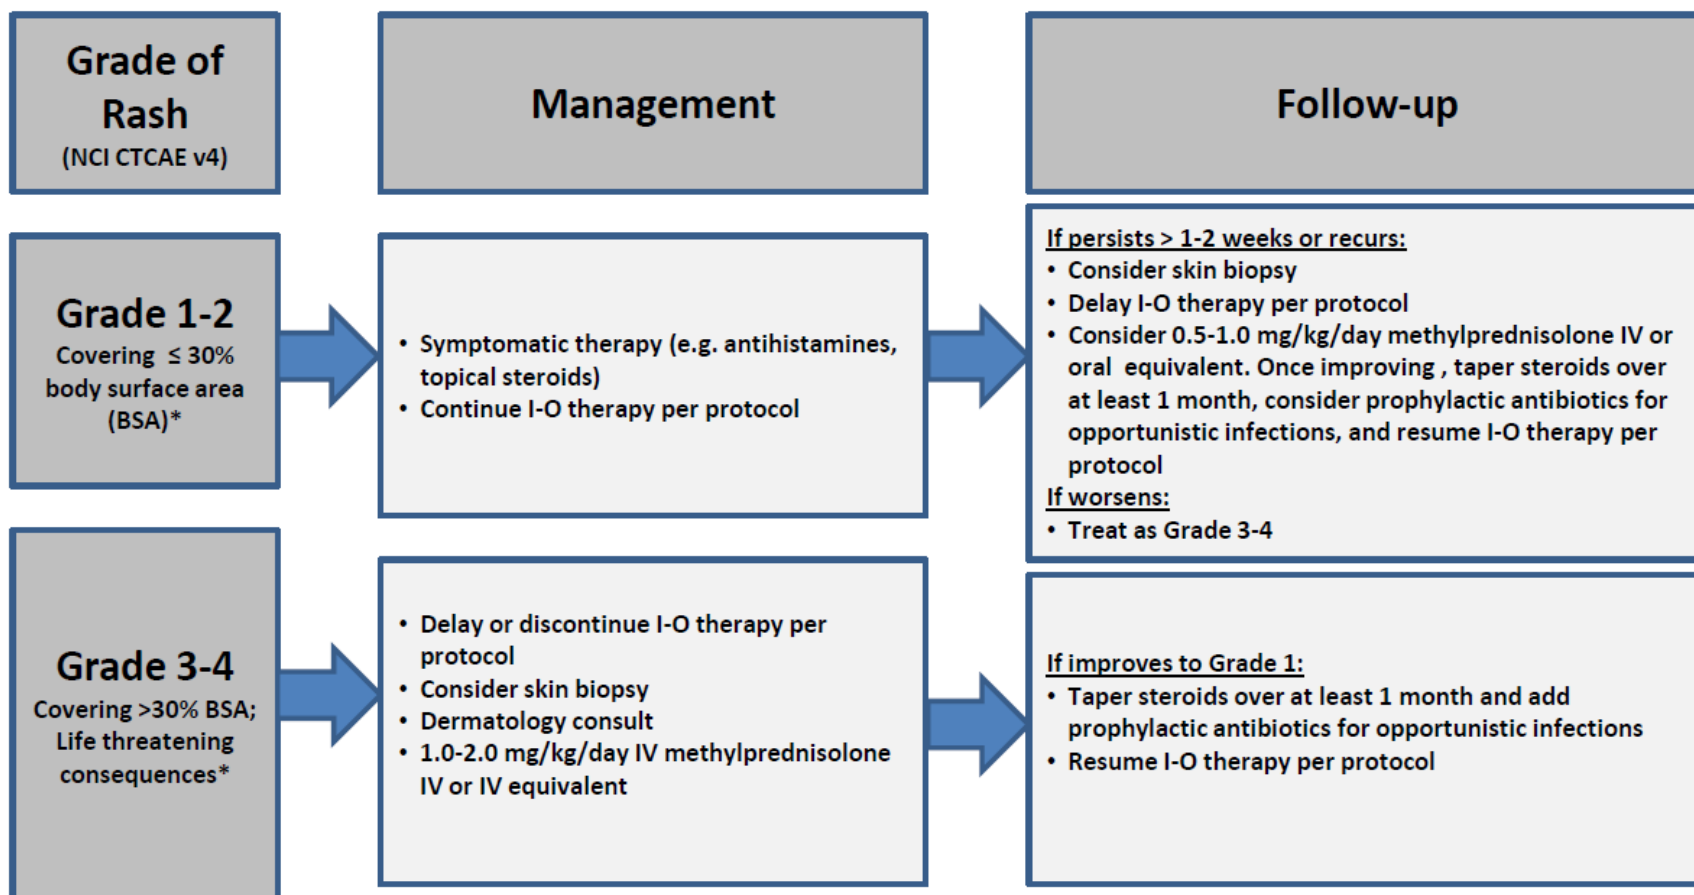 Grade of
Rash
(NCI CTCAE v4)
Management
Follow-up
Grade 1-2
Covering ≤ 30%
body surface area
(BSA)*
• Symptomatic therapy (e.g. antihistamines,
topical steroids)
• Continue I-O therapy per protocol
If persists > 1-2 weeks or recurs:
• Consider skin biopsy
• Delay I-O therapy per protocol
• Consider 0.5-1.0 mg/kg/day methylprednisolone IV or
oral equivalent. Once improving , taper steroids over
at least 1 month, consider prophylactic antibiotics for
opportunistic infections, and resume I-O therapy per
protocol
If worsens:
• Treat as Grade 3-4
Grade 3-4
Covering >30% BSA;
Life threatening
consequences*
• Delay or discontinue I-O therapy per
protocol
• Consider skin biopsy
• Dermatology consult
• 1.0-2.0 mg/kg/day IV methylprednisolone
IV or IV equivalent
If improves to Grade 1:
• Taper steroids over at least 1 month and add
prophylactic antibiotics for opportunistic infections
• Resume I-O therapy per protocol